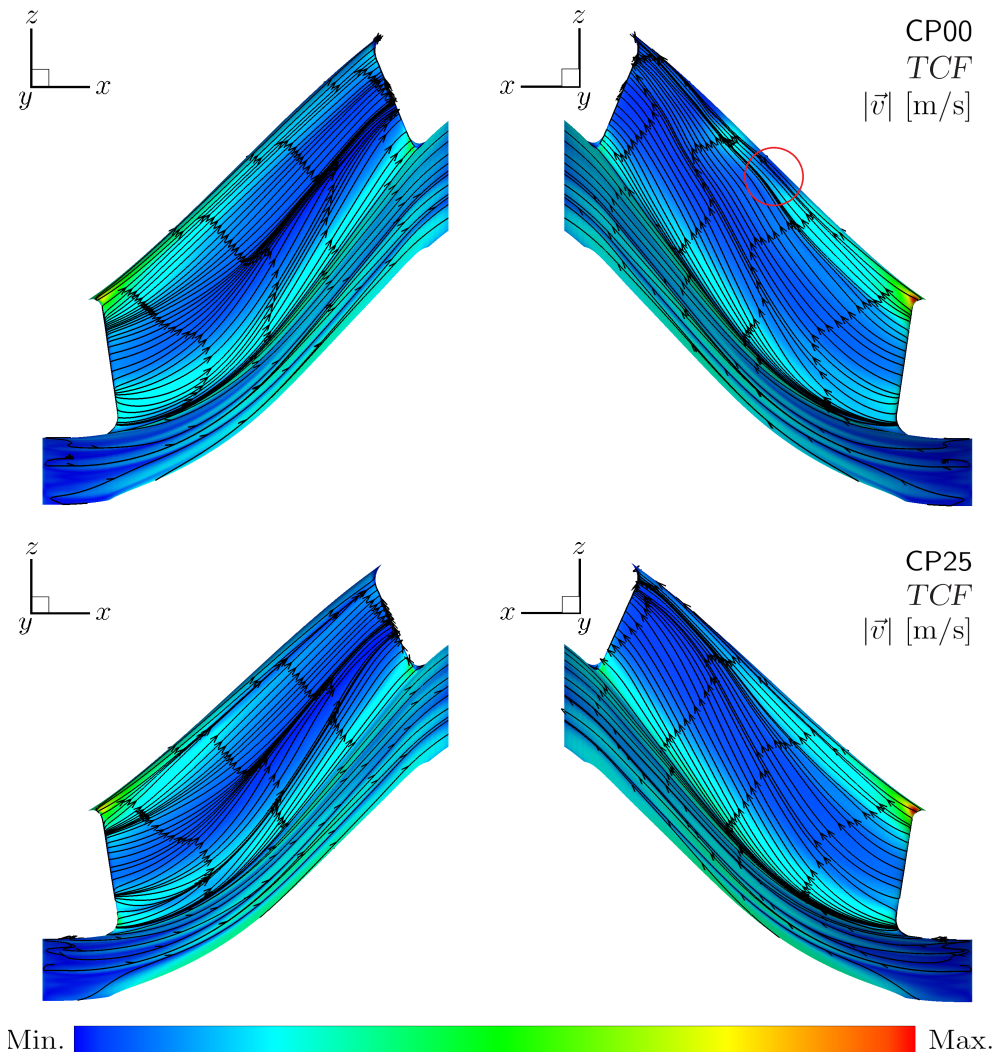 z
y
x
z
x
y
CP00
TCF
|v⃗| [m/s]
z
y
x
z
x
y
CP25
TCF
|v⃗| [m/s]
Min.
Max.